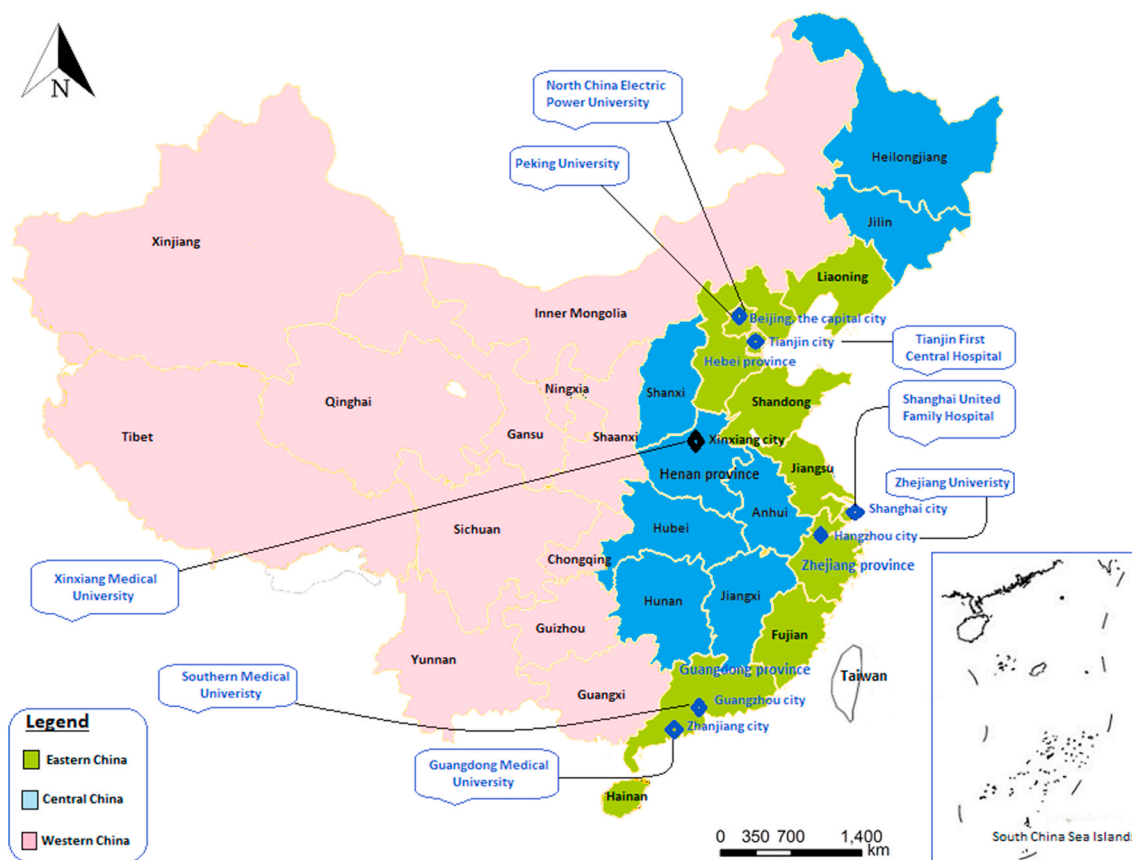 N
North China Electric
Power University
Peking University
Heilongjiang
Jilin
Xinjiang
Liaoning
Inner Mongolia
Beijing, the capital city
Tianjin city
Tianjin First
Central Hospital
Hebei province
Ningxia
Shanxi
Qinghai
Shandong
Shanghai United
Family Hospital
Tibet
Gansu
Shaanxi
Xinxiang city
Henan province
Jiangsu
Zhejiang Univeristy
Shanghai city
Anhui
Sichuan
Hubei
Hangzhou city
Chongqing
Zhejiang province
Xinxiang Medical
University
Hunan
Jiangxi
Guizhou
Fujian
Yunnan
Guangdong province
Southern Medical
Univeristy
Guangxi
Taiwan
Guangzhou city
Zhanjiang city
Legend
Eastern China
Central China
Western China
Guangdong Medical
University
Hainan
0 350 700 1,400
km
South China Sea Islands